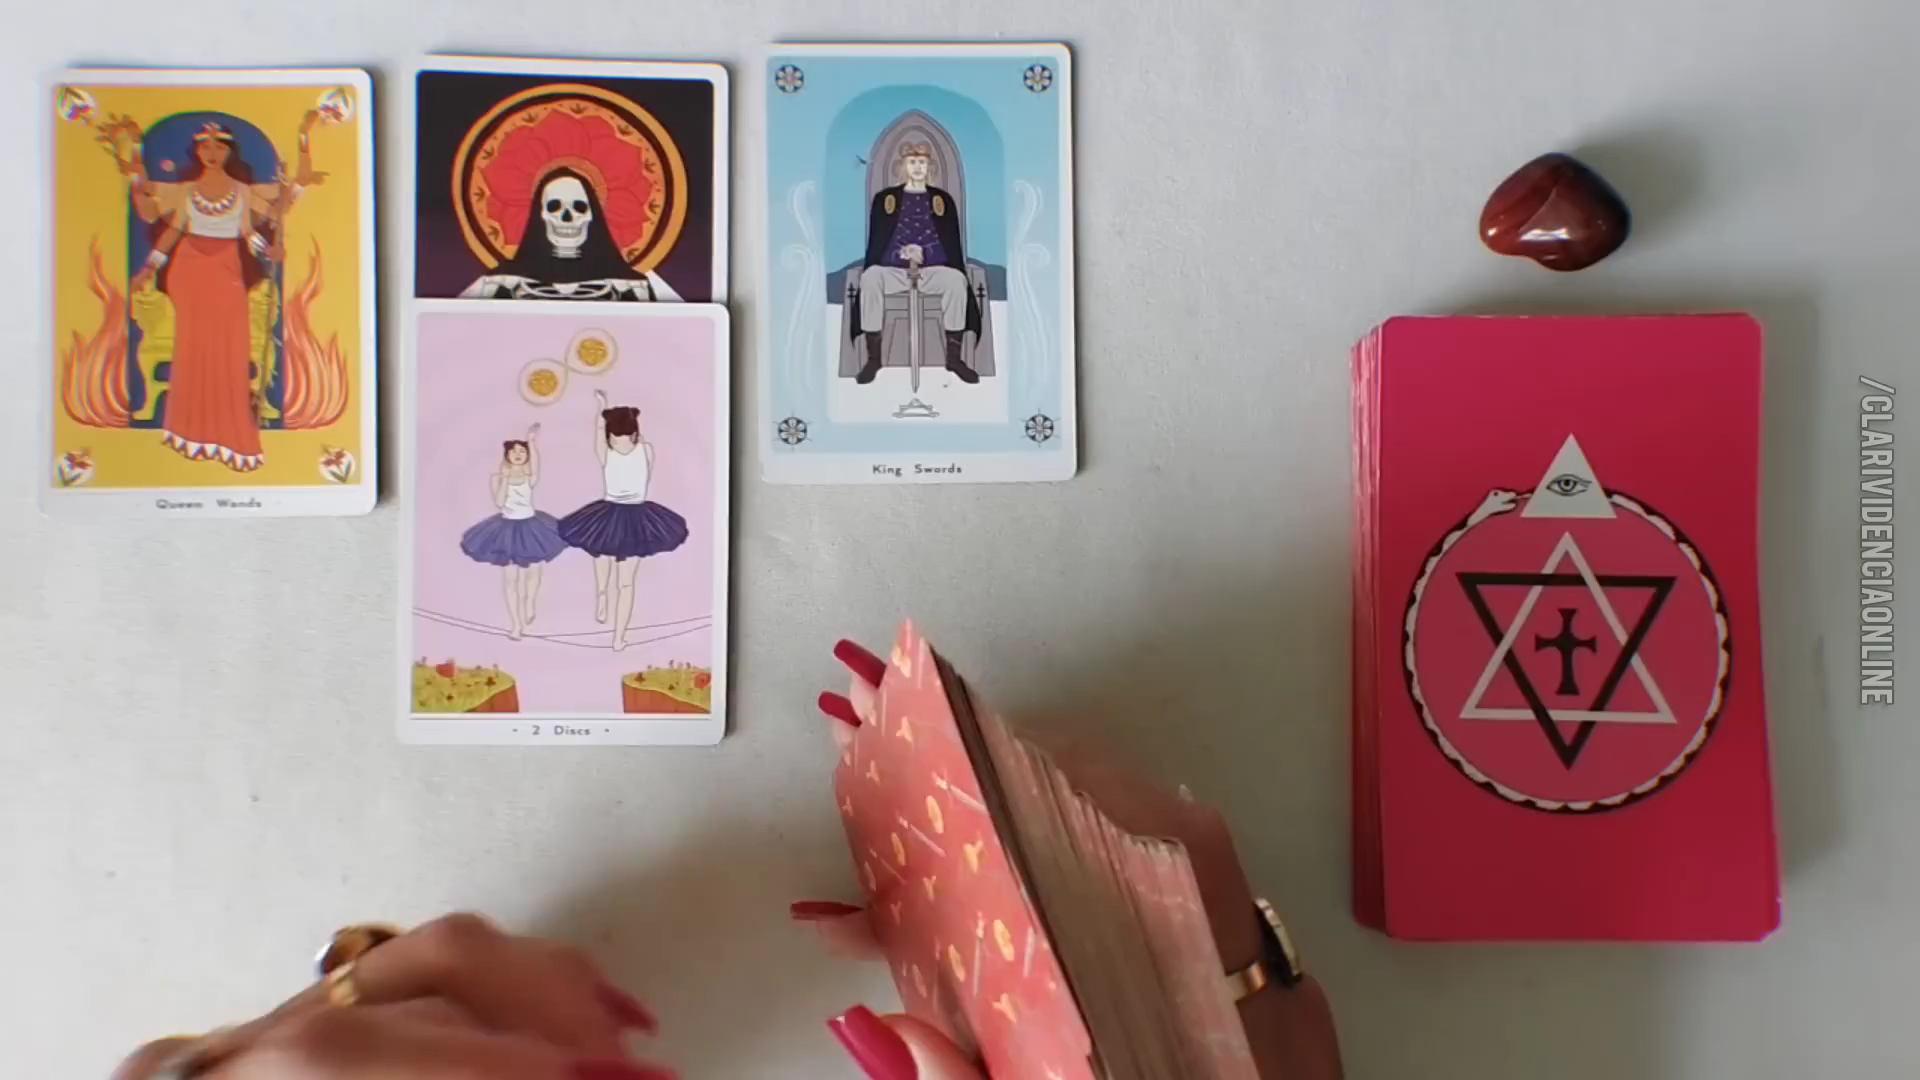 Queen Wands
King Swords
- 2 Discs -
/CLARIVIDENCIAONLINE